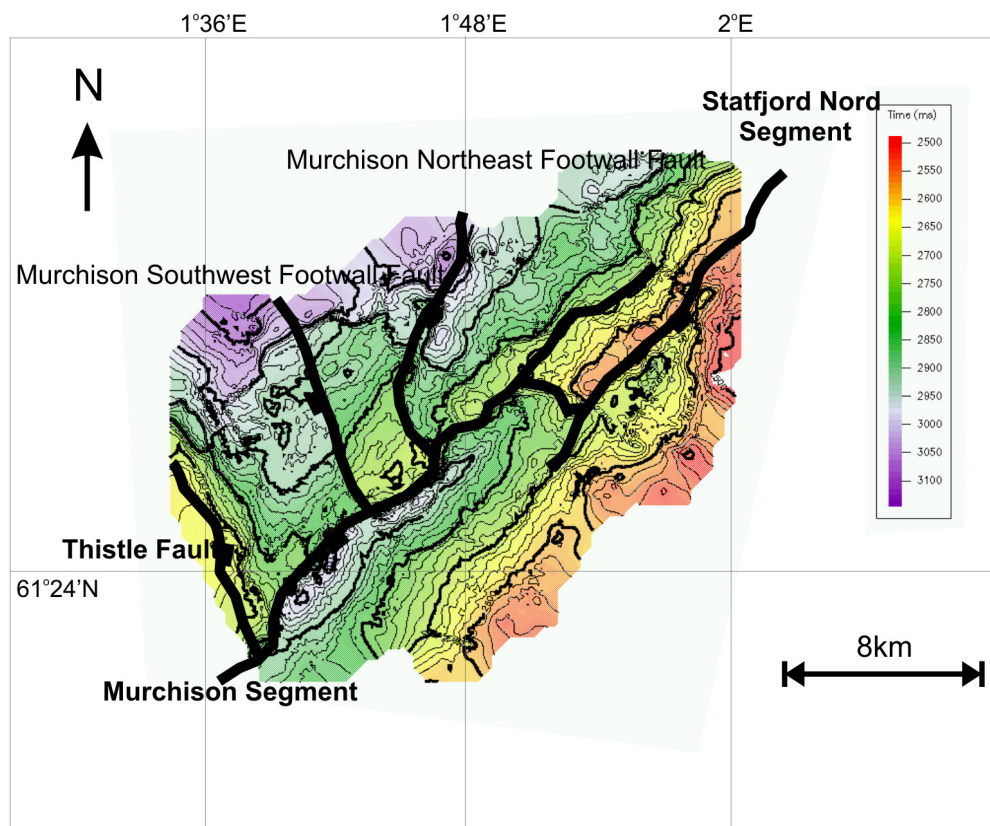 1°36’E
1°48’E
2°E
N
Statfjord Nord
Segment
Time (ms)
2500
2550
2600
2650
2700
2750
2800
2850
2900
2950
3000
3050
3100
Murchison Northeast Footwall Fault
Murchison Southwest Footwall Fault
Thistle Fault
61°24’N
8km
Murchison Segment